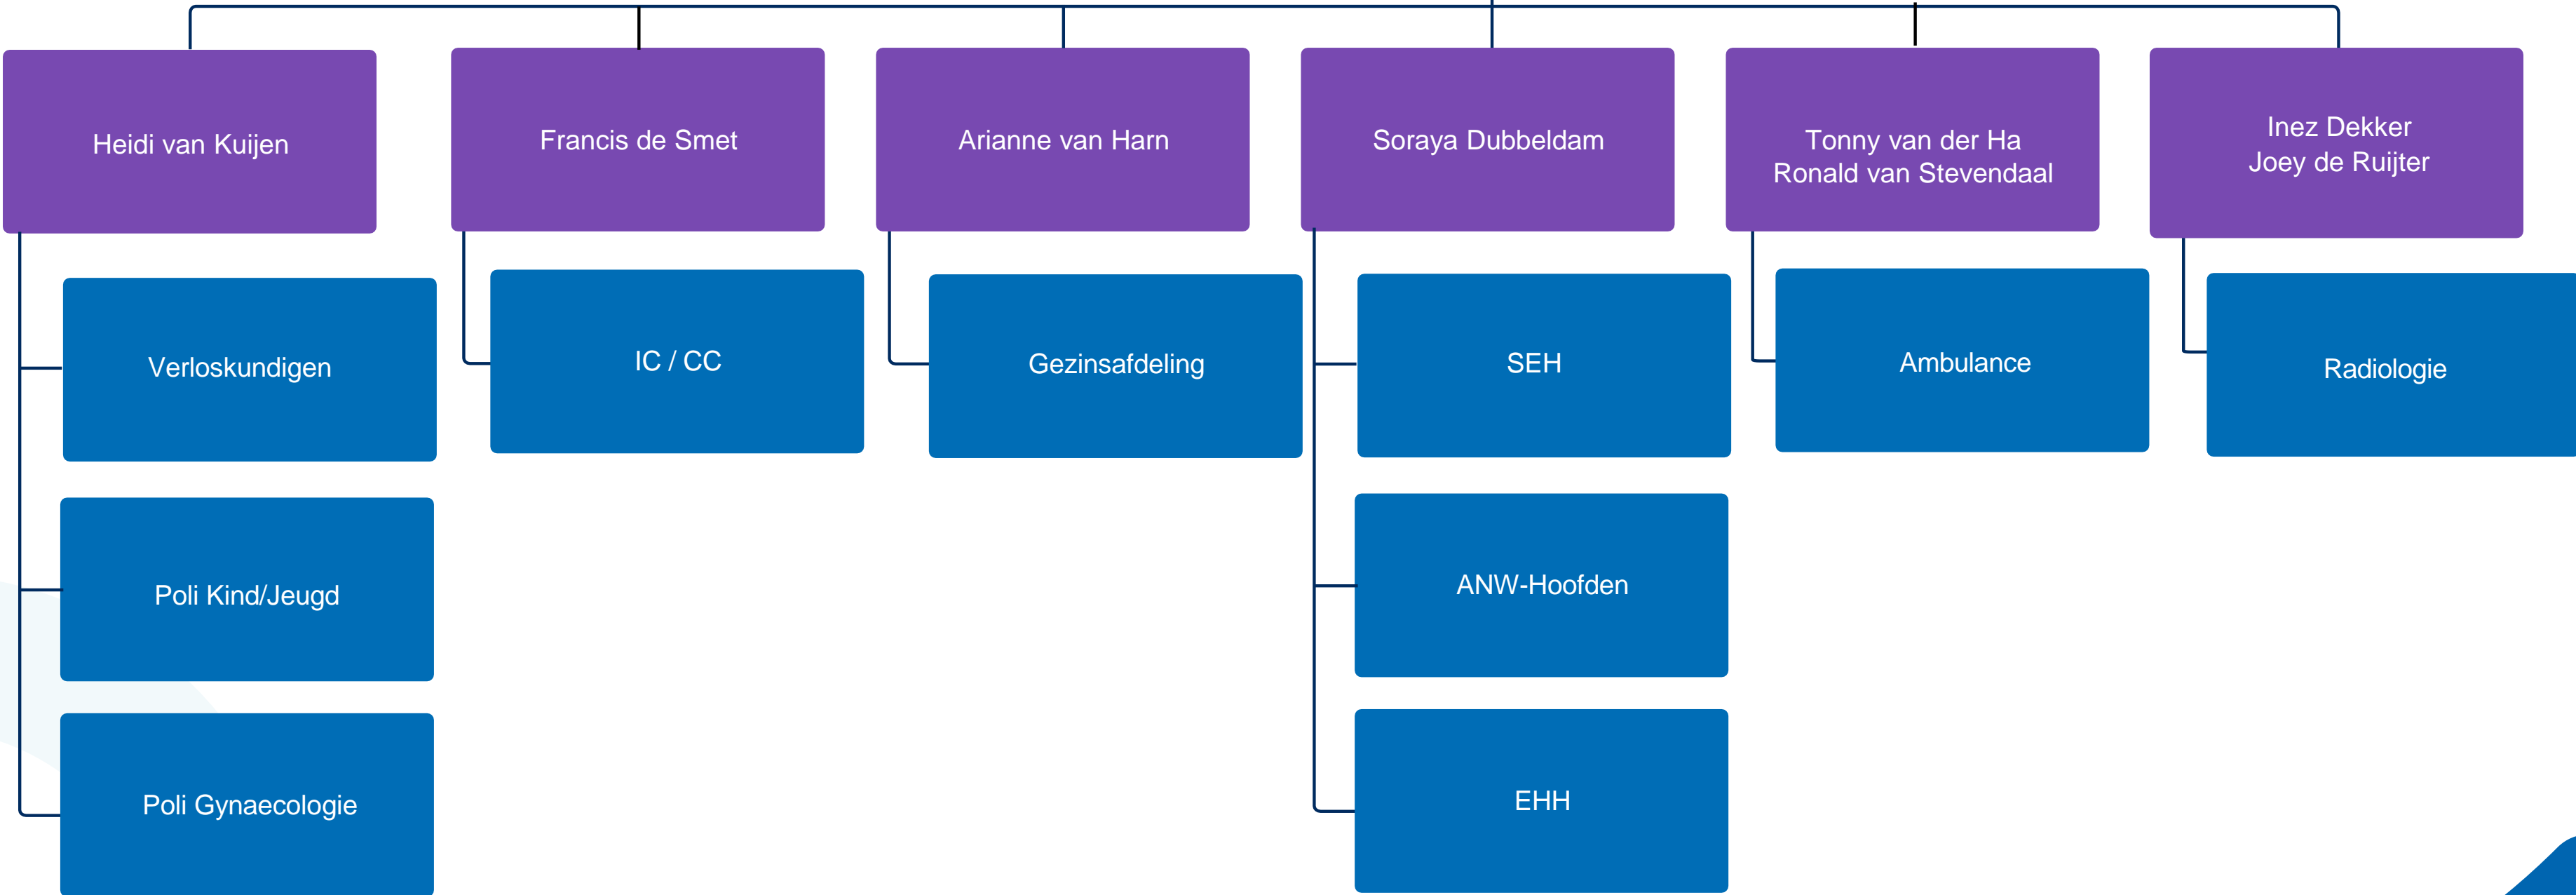 Heidi van Kuijen
Francis de Smet
Arianne van Harn
Soraya Dubbeldam
Tonny van der Ha
Ronald van Stevendaal
Inez Dekker
Joey de Ruijter
Verloskundigen
IC / CC
Gezinsafdeling
SEH
Ambulance
Radiologie
Poli Kind/Jeugd
ANW-Hoofden
Poli Gynaecologie
EHH